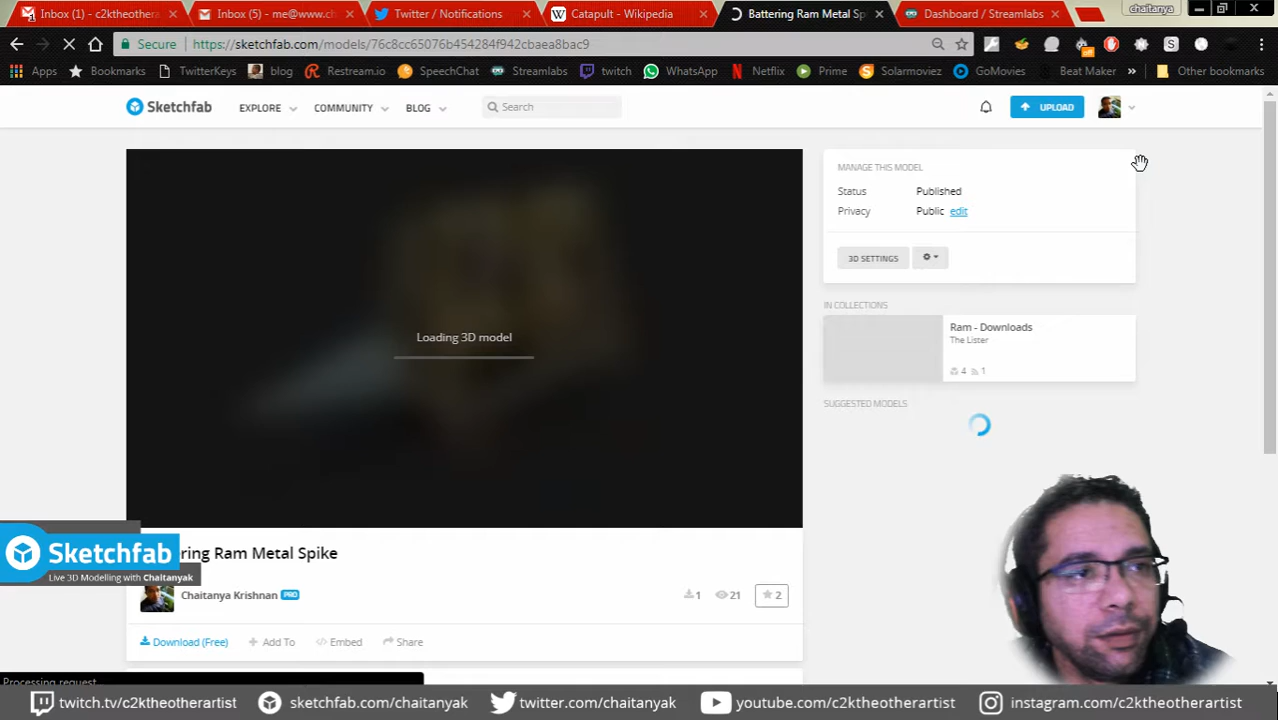 Inbox (1) - c2ktheothera
Inbox (5) - me@www.ch
Twitter / Notifications
Catapult - Wikipedia
Battering Ram Metal Sp
Dashboard / Streamlabs
chaitanya
Secure
https://sketchfab.com/models/76c8cc65076b454284f942cbaea8bac9
Apps
Bookmarks
TwitterKeys
blog
Restream.io
SpeechChat
Streamlabs
twitch
WhatsApp
Netflix
Prime
Solarmoviez
GoMovies
Beat Maker
»
Other bookmarks
Sketchfab
EXPLORE
COMMUNITY
BLOG
Search
UPLOAD
MANAGE THIS MODEL
Status Published
Privacy Public edit
3D SETTINGS
IN COLLECTIONS
Ram - Downloads
The Lister
4 1
SUGGESTED MODELS
Loading 3D model
Sketchfab
Live 3D Modelling with Chaitanyak
ring Ram Metal Spike
Chaitanya Krishnan PRO
1 21 2
Download (Free)
+ Add To
</> Embed
Share
Processing request...
twitch.tv/c2ktheotherartist
sketchfab.com/chaitanyak
twitter.com/chaitanyak
youtube.com/c2ktheotherartist
instagram.com/c2ktheotherartist